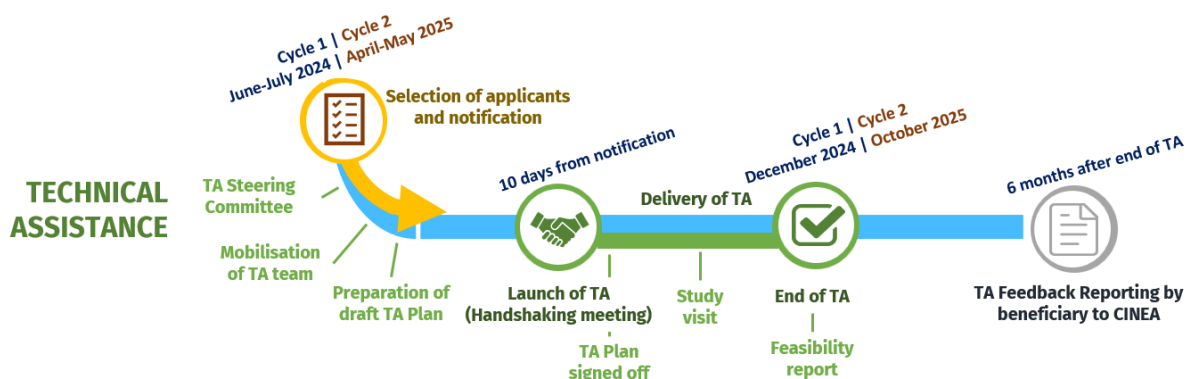 Cycle 1 | Cycle 2
June-July 2024 | April-May 2025
Selection of applicants
and notification
TECHNICAL
ASSISTANCE
TA Steering
Committee
Mobilisation
of TA team
Preparation of
draft TA Plan
10 days from notification
Launch of TA
(Handshaking meeting)
TA Plan
signed off
Delivery of TA
Study
visit
Cycle 1 | Cycle 2
December 2024 | October 2025
End of TA
Feasibility
report
6 months after end of TA
TA Feedback Reporting by
beneficiary to CINEA